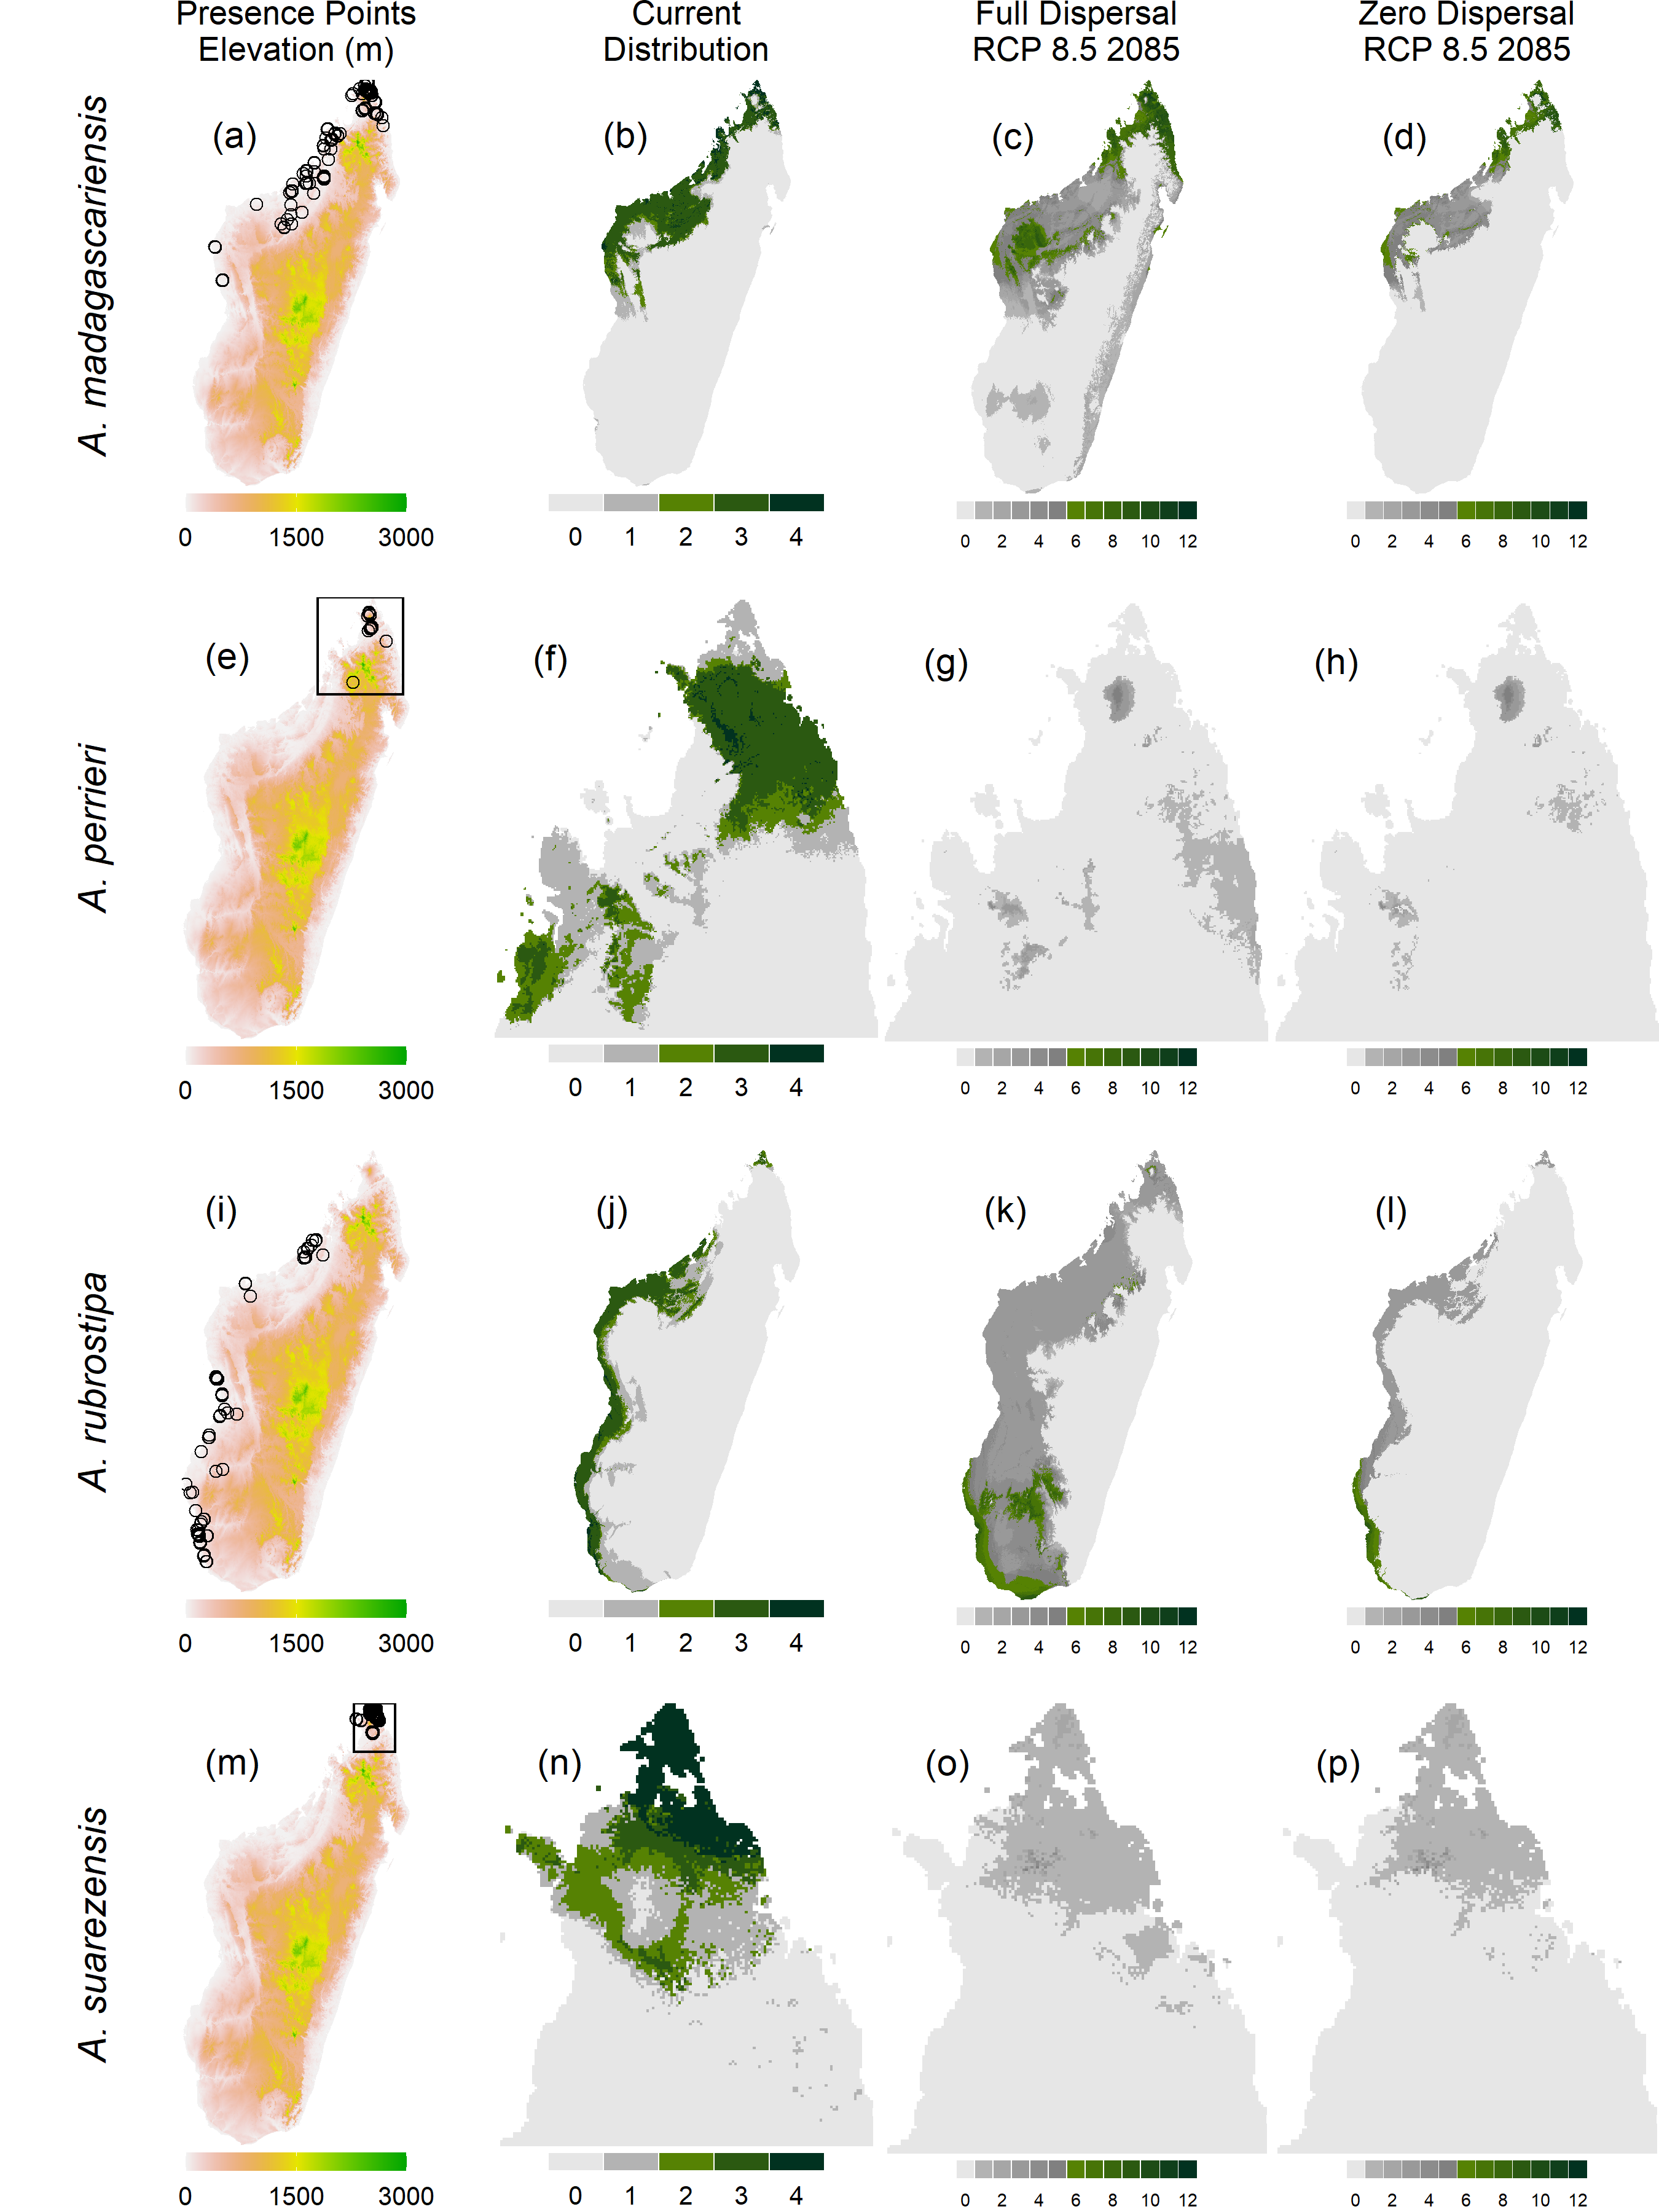 Presence Points
Elevation (m)
Current
Distribution
Full Dispersal
RCP 8.5 2085
Zero Dispersal
RCP 8.5 2085
A. madagascariensis
(a)
(b)
(c)
(d)
0 1500 3000
0 1 2 3 4
0 2 4 6 8 10 12
0 2 4 6 8 10 12
A. perrieri
(e)
(f)
(g)
(h)
0 1500 3000
0 1 2 3 4
0 2 4 6 8 10 12
0 2 4 6 8 10 12
A. rubrostipa
(i)
(j)
(k)
(l)
0 1500 3000
0 1 2 3 4
0 2 4 6 8 10 12
0 2 4 6 8 10 12
A. suarezensis
(m)
(n)
(o)
(p)
0 1500 3000
0 1 2 3 4
0 2 4 6 8 10 12
0 2 4 6 8 10 12